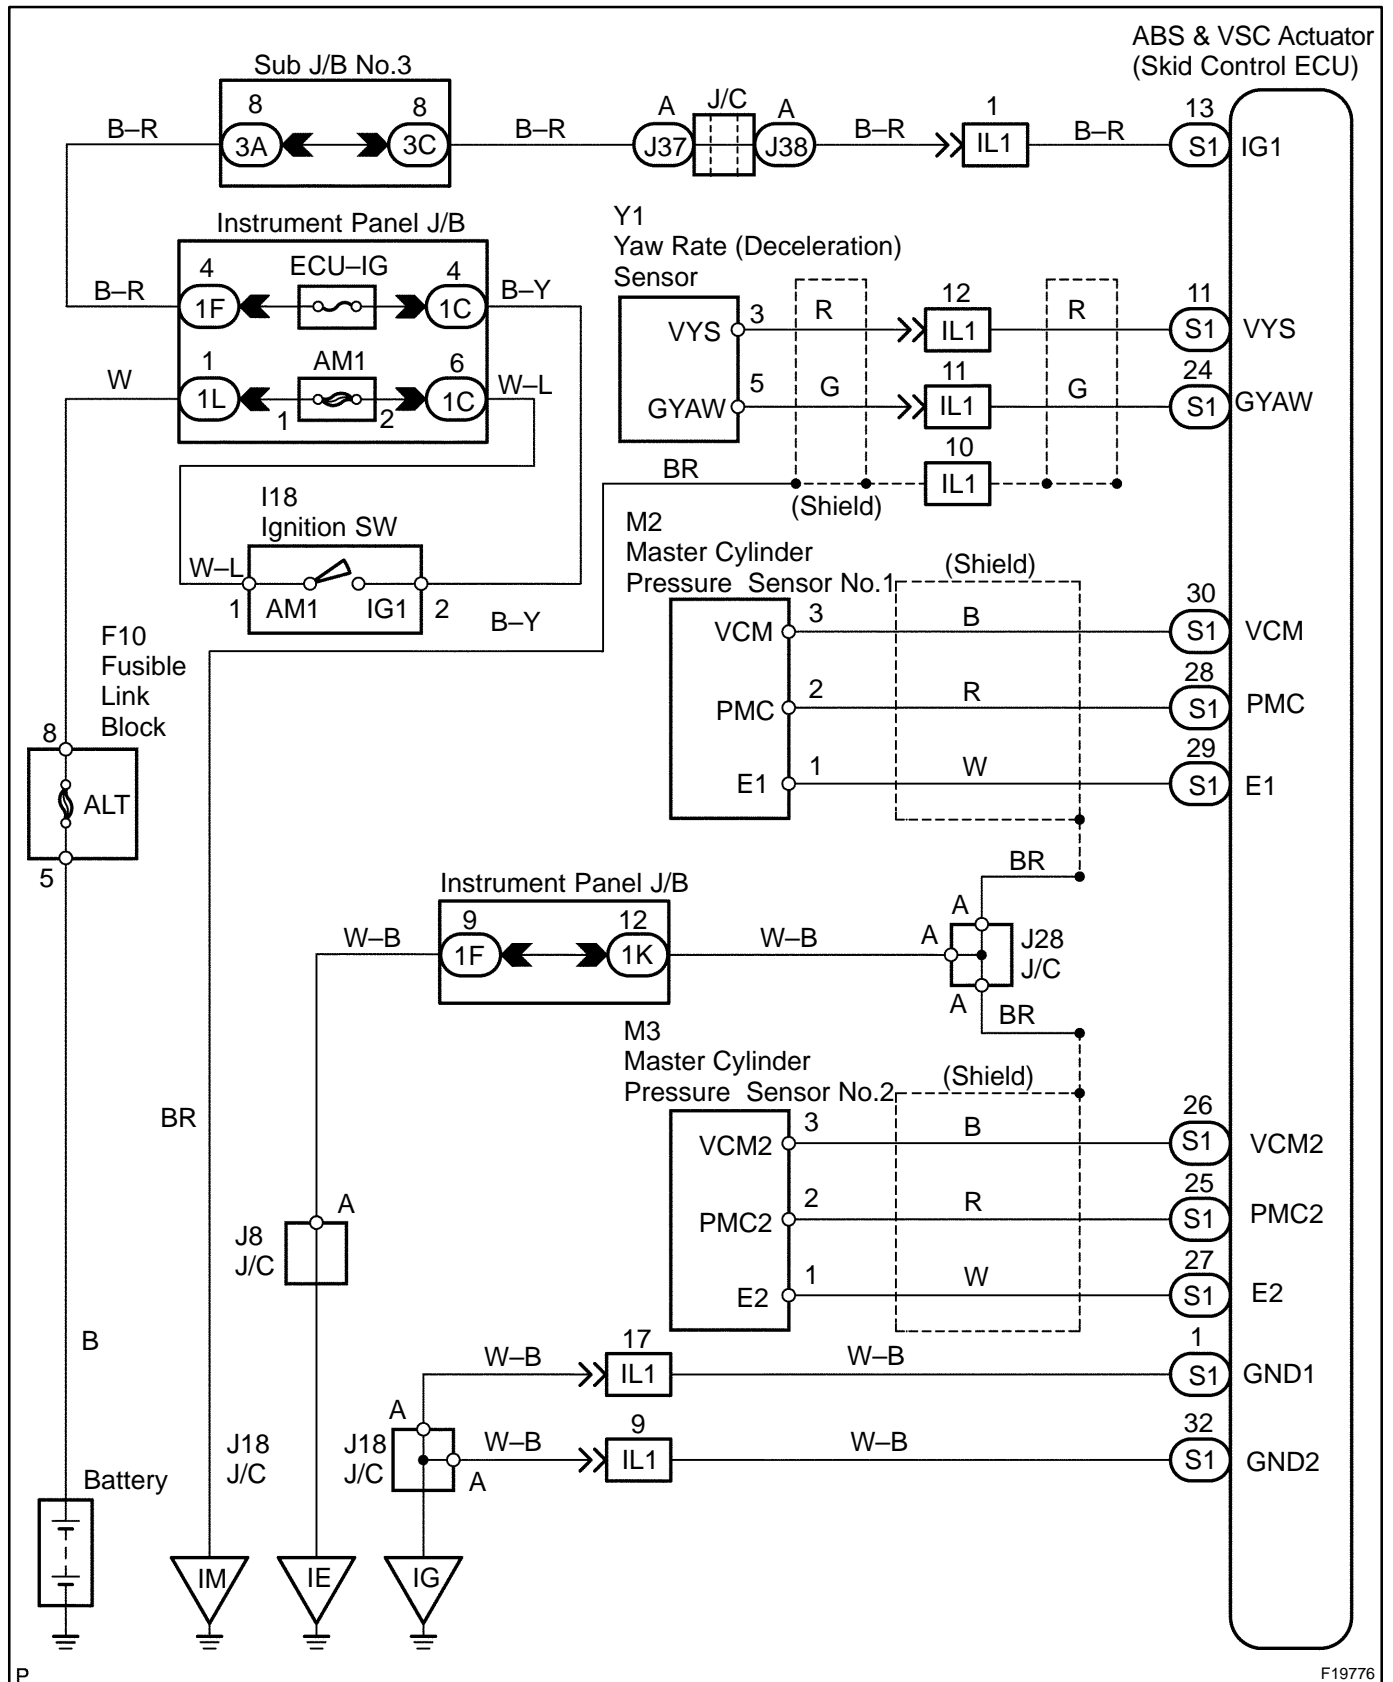 ABS & VSC Actuator
(Skid Control ECU)
Sub J/B No.3
8
8
A
J/C
A
1
13
B–R
3A
3C
B–R
J37
J38
B–R
IL1
B–R
S1
IG1
Instrument Panel J/B
4
ECU–IG
4
B–R
1F
1C
B–Y
1
AM1
6
W
1L
1
2
1C
W–L
Y1
Yaw Rate (Deceleration)
Sensor
VYS
3
R
12
IL1
R
11
S1
VYS
GYAW
5
G
11
IL1
G
24
S1
GYAW
BR
10
IL1
(Shield)
I18
Ignition SW
W–L
1
AM1
IG1
2
B–Y
M2
Master Cylinder
Pressure Sensor No.1
(Shield)
VCM
3
B
30
S1
VCM
PMC
2
R
28
S1
PMC
E1
1
W
29
S1
E1
F10
Fusible
Link
Block
8
ALT
5
BR
Instrument Panel J/B
W–B
9
1F
12
1K
W–B
A
A
J28
J/C
A
BR
M3
Master Cylinder
Pressure Sensor No.2
(Shield)
VCM2
3
B
26
S1
VCM2
PMC2
2
R
25
S1
PMC2
E2
1
W
27
S1
E2
BR
J8
J/C
A
B
W–B
17
IL1
W–B
1
S1
GND1
A
J18
J/C
J18
J/C
W–B
A
9
IL1
W–B
32
S1
GND2
Battery
IM
IE
IG
P
F19776